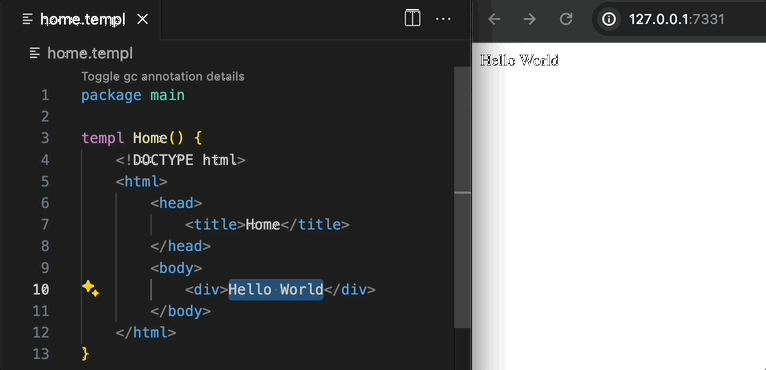 home.templ
home.templ
Toggle gc annotation details
1 package main
2
3 templ Home() {
4 <!DOCTYPE html>
5 <html>
6 <head>
7 <title>Home</title>
8 </head>
9 <body>
10 <div>Hello World</div>
11 </body>
12 </html>
13 }
127.0.0.1:7331
Hello World